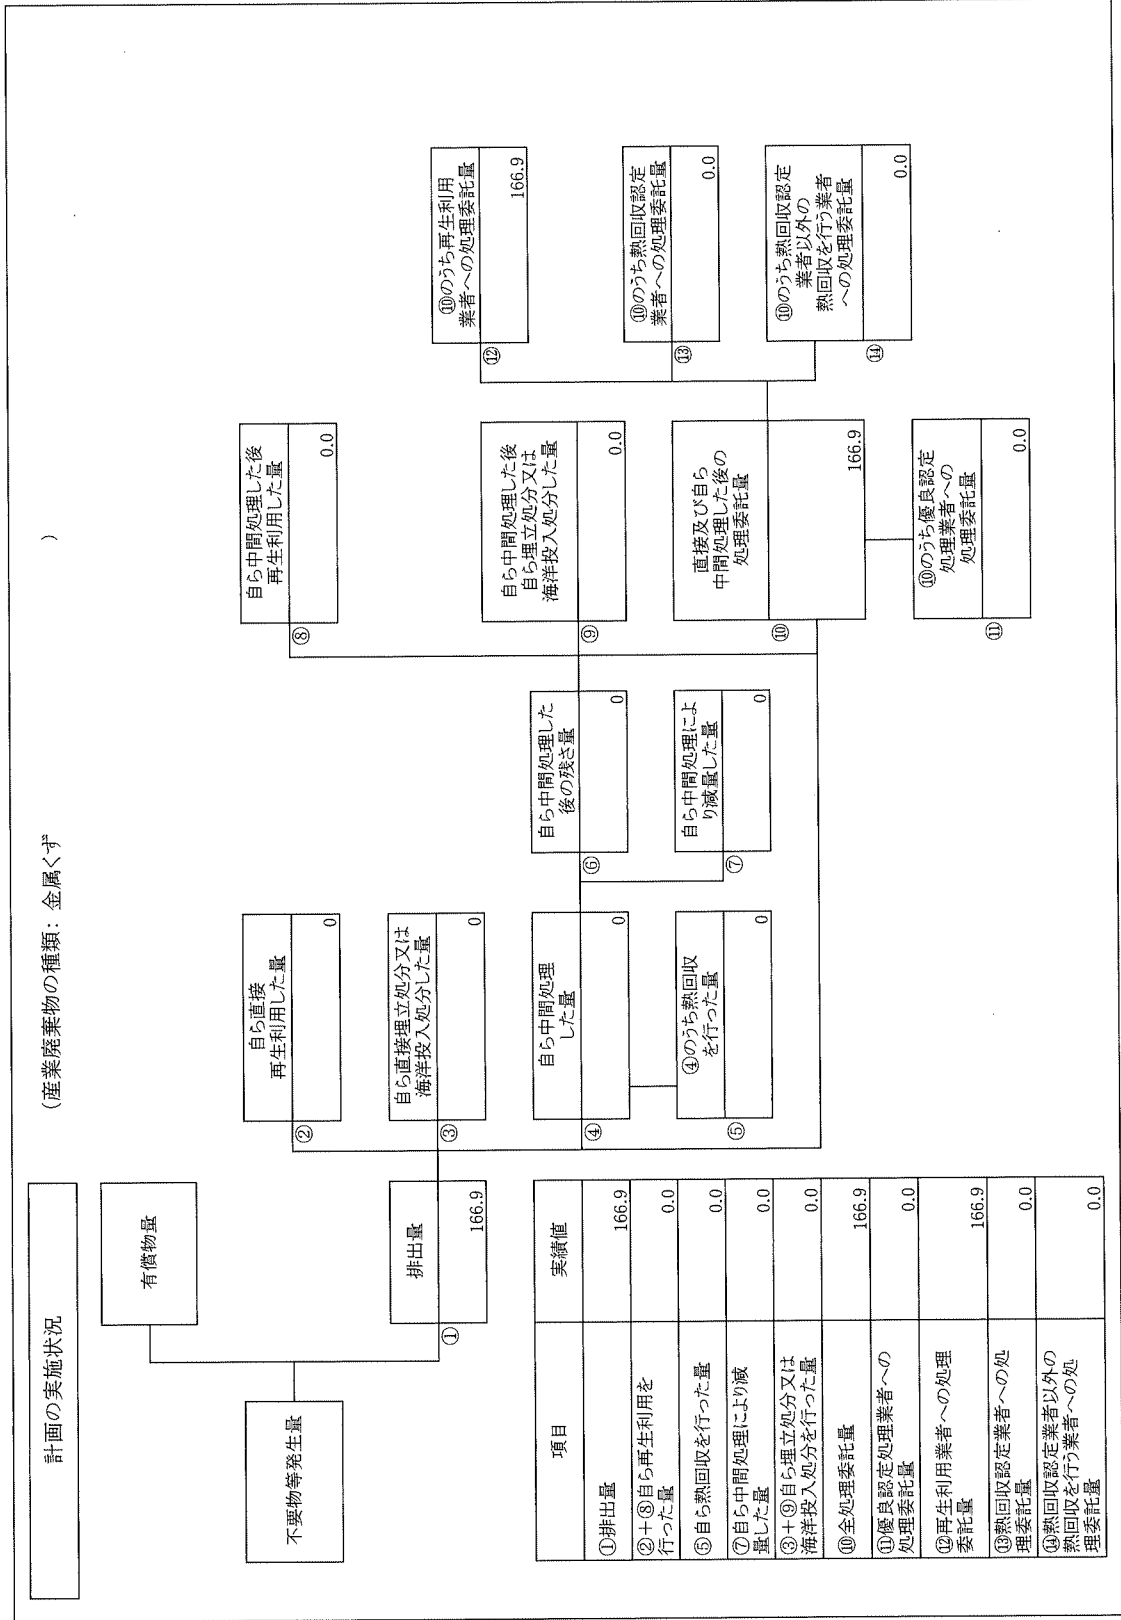 計画の実施状況
(産業廃棄物の種類: 金属くず
)
不要物等発生量
有償物量
①
排出量
166.9
②
自ら直接
再生利用した量
0
③
自ら直接埋立処分又は
海洋投入処分した量
0
④
自ら中間処理
した量
0
⑤
④のうち熱回収
を行った量
0
⑥
自ら中間処理した
後の残さ量
0
⑦
自ら中間処理によ
り減量した量
0
⑧
自ら中間処理した後
再生利用した量
0.0
⑨
自ら中間処理した後
自ら埋立処分又は
海洋投入処分した量
0.0
⑩
直接及び自ら
中間処理した後の
処理委託量
166.9
⑪
⑩のうち優良認定
処理業者への
処理委託量
0.0
⑫
⑩のうち再生利用
業者への処理委託量
166.9
⑬
⑩のうち熱回収認定
業者への処理委託量
0.0
⑭
⑩のうち熱回収認定
業者以外の
熱回収を行う業者
への処理委託量
0.0
項目
実績値
①排出量
166.9
②+⑧自ら再生利用を
行った量
0.0
⑤自ら熱回収を行った量
0.0
⑦自ら中間処理により減
量した量
0.0
③+⑨自ら埋立処分又は
海洋投入処分を行った量
0.0
⑩全処理委託量
166.9
⑪優良認定処理業者への
処理委託量
0.0
⑫再生利用業者への処理
委託量
166.9
⑬熱回収認定業者への処
理委託量
0.0
⑭熱回収認定業者以外の
熱回収を行う業者への処
理委託量
0.0